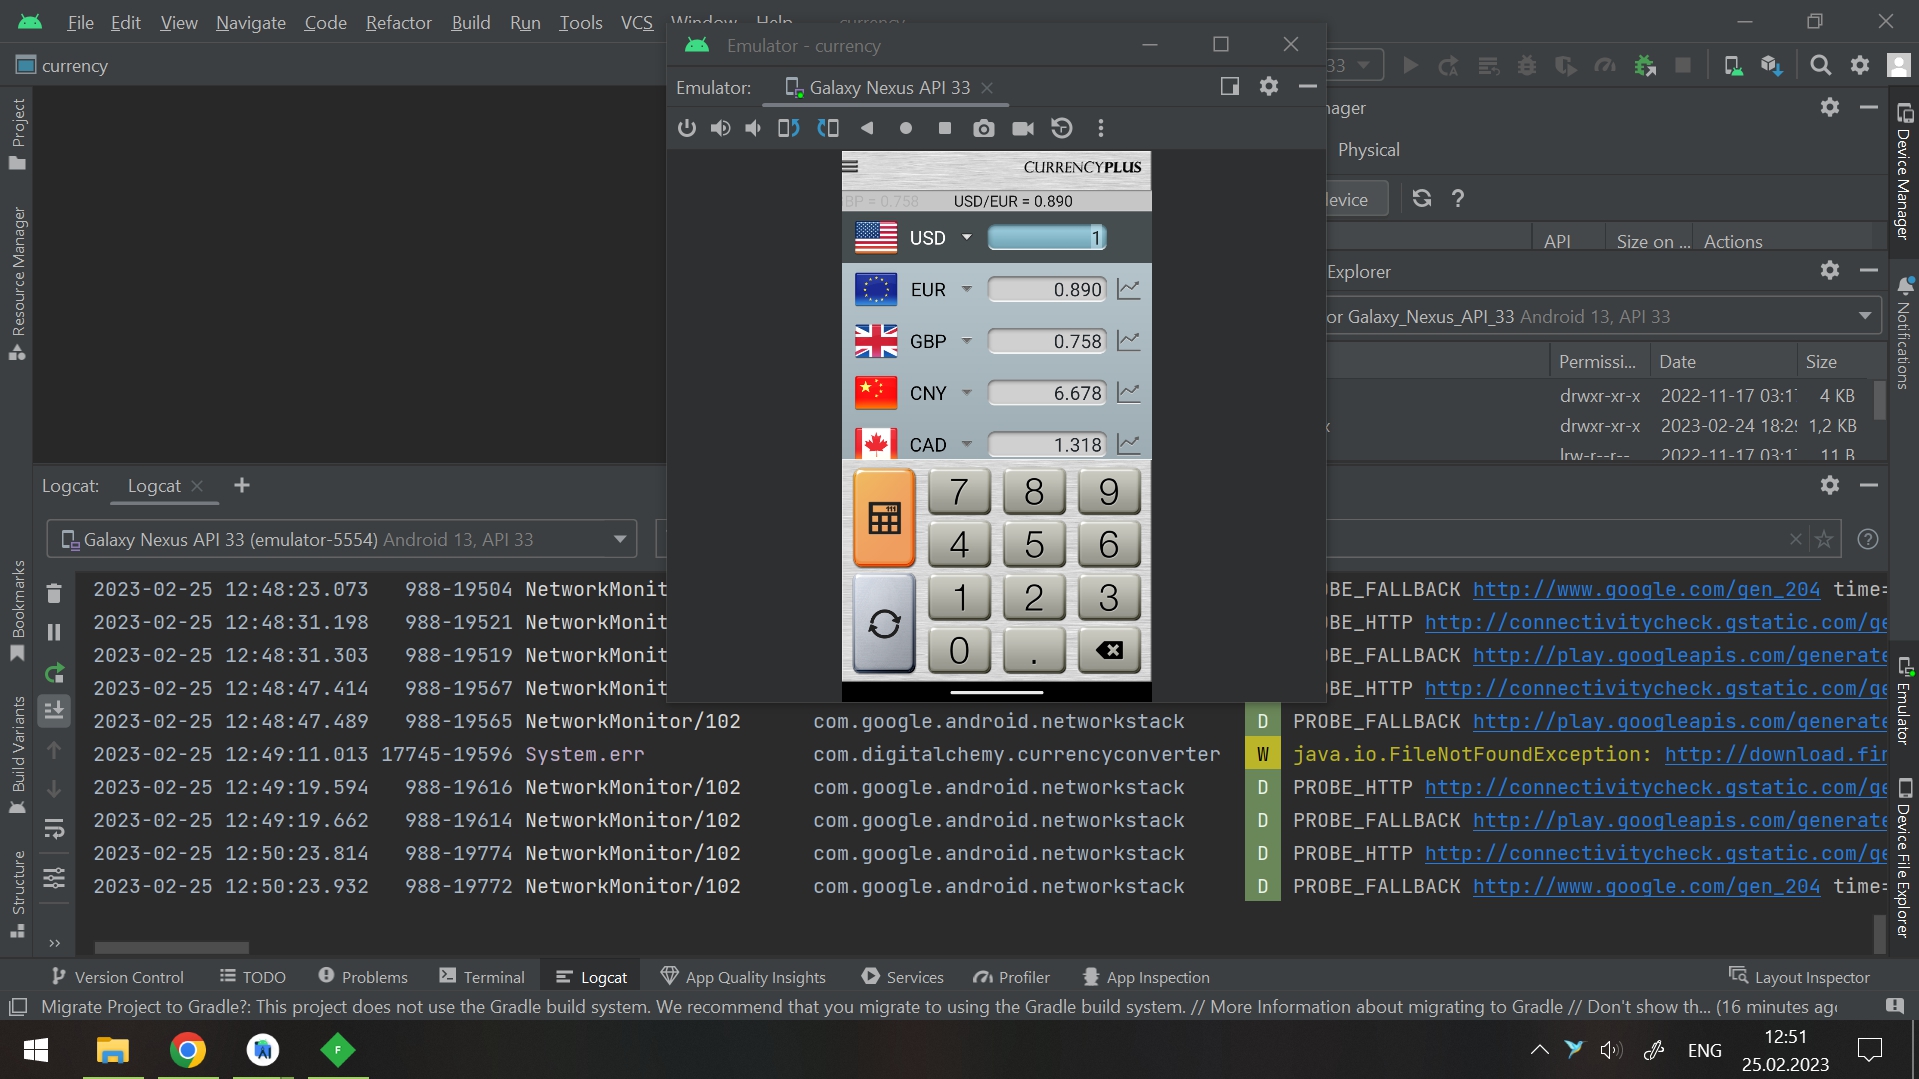 File Edit View Navigate Code Refactor Build Run Tools VCS Window Help currency
currency
Emulator - currency
Emulator: Galaxy Nexus API 33
33
Physical
API Size on ... Actions
Explorer
or Galaxy_Nexus_API_33 Android 13, API 33
Permissi... Date Size
drwxr-xr-x 2022-11-17 03:1 4 KB
drwxr-xr-x 2023-02-24 18:2 1,2 KB
lrw-r--r-- 2022-11-17 03:1 11 B
CURRENCYPLUS
BP = 0.758 USD/EUR = 0.890
USD 1
EUR 0.890
GBP 0.758
CNY 6.678
CAD 1.318
7 8 9
4 5 6
1 2 3
0 .
Project
Resource Manager
Bookmarks
Build Variants
Structure
Device Manager
Notifications
Emulator
Device File Explorer
Logcat: Logcat
Galaxy Nexus API 33 (emulator-5554) Android 13, API 33
2023-02-25 12:48:23.073 988-19504 NetworkMonit OBE_FALLBACK http://www.google.com/gen_204 time=
2023-02-25 12:48:31.198 988-19521 NetworkMonit OBE_HTTP http://connectivitycheck.gstatic.com/ge
2023-02-25 12:48:31.303 988-19519 NetworkMonit OBE_FALLBACK http://play.googleapis.com/generate
2023-02-25 12:48:47.414 988-19567 NetworkMonit OBE_HTTP http://connectivitycheck.gstatic.com/ge
2023-02-25 12:48:47.489 988-19565 NetworkMonitor/102 com.google.android.networkstack D PROBE_FALLBACK http://play.googleapis.com/generate
2023-02-25 12:49:11.013 17745-19596 System.err com.digitalchemy.currencyconverter W java.io.FileNotFoundException: http://download.fin
2023-02-25 12:49:19.594 988-19616 NetworkMonitor/102 com.google.android.networkstack D PROBE_HTTP http://connectivitycheck.gstatic.com/ge
2023-02-25 12:49:19.662 988-19614 NetworkMonitor/102 com.google.android.networkstack D PROBE_FALLBACK http://play.googleapis.com/generate
2023-02-25 12:50:23.814 988-19774 NetworkMonitor/102 com.google.android.networkstack D PROBE_HTTP http://connectivitycheck.gstatic.com/ge
2023-02-25 12:50:23.932 988-19772 NetworkMonitor/102 com.google.android.networkstack D PROBE_FALLBACK http://www.google.com/gen_204 time=
Version Control TODO Problems Terminal Logcat App Quality Insights Services Profiler App Inspection Layout Inspector
Migrate Project to Gradle?: This project does not use the Gradle build system. We recommend that you migrate to using the Gradle build system. // More Information about migrating to Gradle // Don't show th... (16 minutes ago
ENG 12:51
25.02.2023